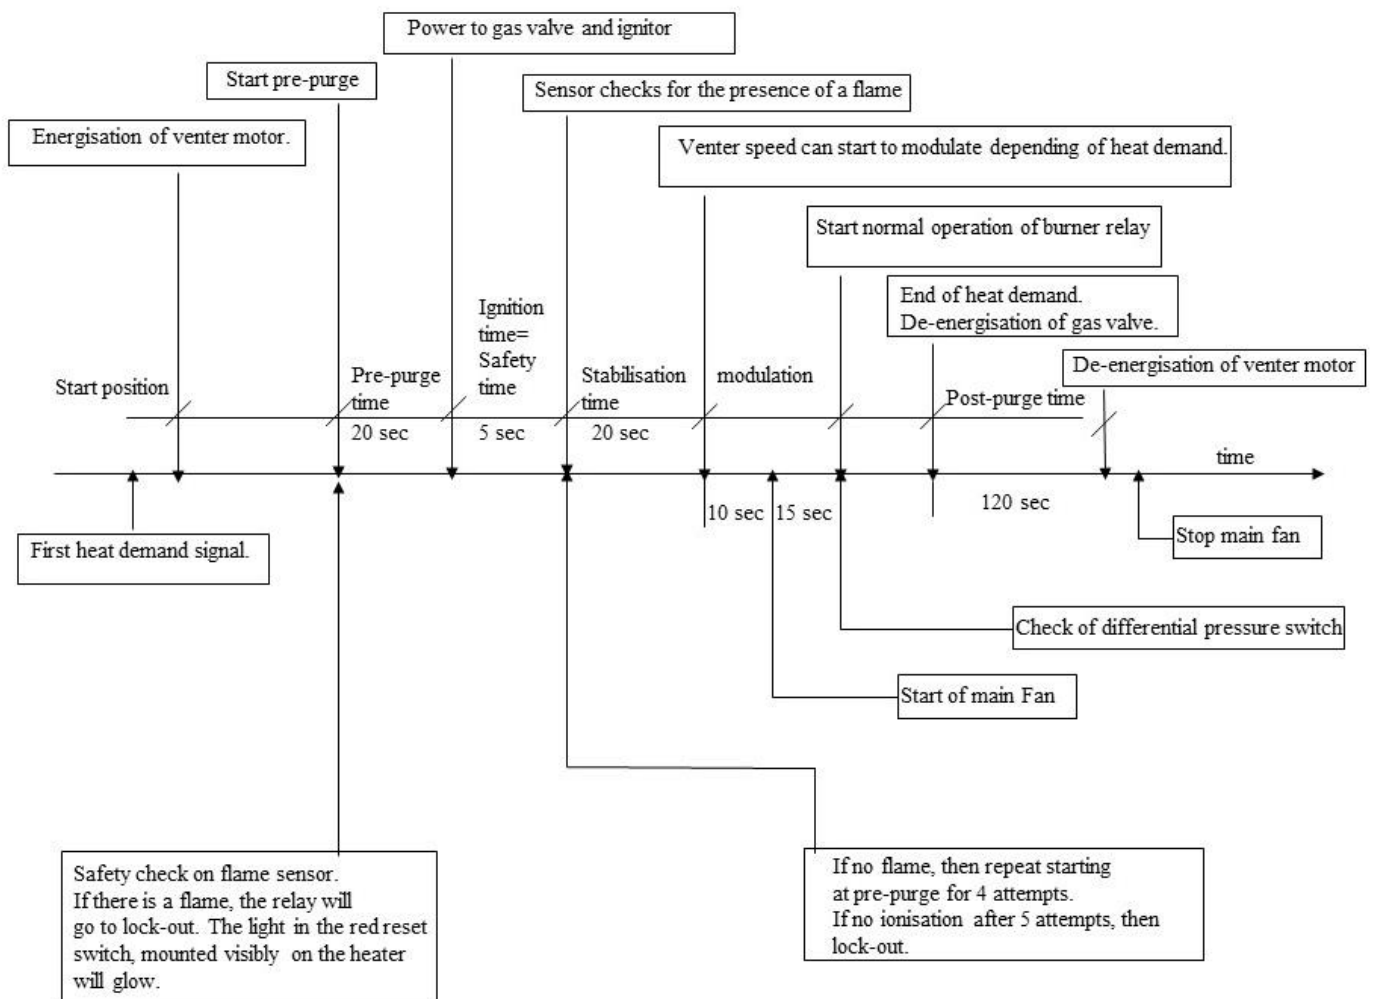 Power to gas valve and ignitor
Start pre-purge
Sensor checks for the presence of a flame
Energisation of venter motor.
Venter speed can start to modulate depending of heat demand.
Start normal operation of burner relay
End of heat demand.
De-energisation of gas valve.
De-energisation of venter motor
Start position
Pre-purge
time
20 sec
Ignition
time=
Safety
time
5 sec
Stabilisation
time
20 sec
modulation
Post-purge time
time
10 sec
15 sec
120 sec
First heat demand signal.
Stop main fan
Check of differential pressure switch
Start of main Fan
Safety check on flame sensor.
If there is a flame, the relay will
go to lock-out. The light in the red reset
switch, mounted visibly on the heater
will glow.
If no flame, then repeat starting
at pre-purge for 4 attempts.
If no ionisation after 5 attempts, then
lock-out.